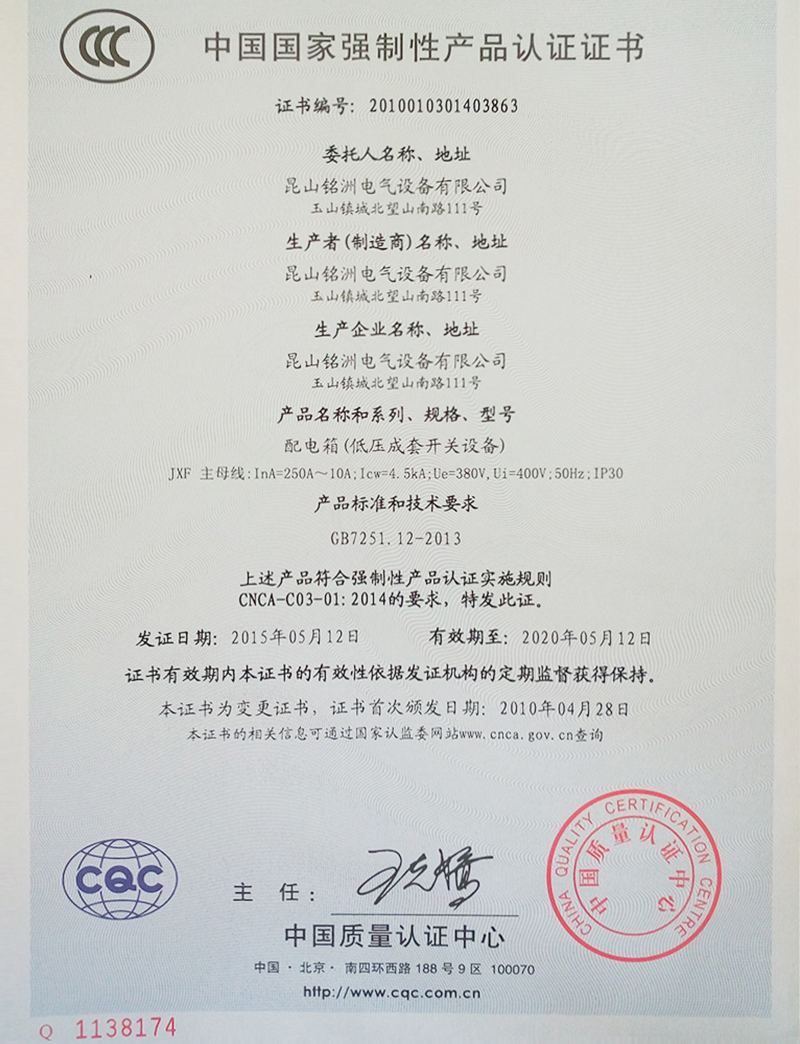 CCC
中国国家强制性产品认证证书
证书编号：2010010301403863
委托人名称、地址
昆山铭洲电气设备有限公司
玉山镇城北望山南路111号
生产者(制造商)名称、地址
昆山铭洲电气设备有限公司
玉山镇城北望山南路111号
生产企业名称、地址
昆山铭洲电气设备有限公司
玉山镇城北望山南路111号
产品名称和系列、规格、型号
配电箱(低压成套开关设备)
JXF 主母线:InA=250A～10A;Icw=4.5kA;Ue=380V,Ui=400V;50Hz;IP30
产品标准和技术要求
GB7251.12-2013
上述产品符合强制性产品认证实施规则
CNCA-C03-01:2014的要求，特发此证。
发证日期：2015年05月12日 有效期至：2020年05月12日
证书有效期内本证书的有效性依据发证机构的定期监督获得保持。
本证书为变更证书，证书首次颁发日期：2010年04月28日
本证书的相关信息可通过国家认监委网站www.cnca.gov.cn查询
CQC
主 任：
CHINA QUALITY CERTIFICATION CENTRE
中国质量认证中心
中国质量认证中心
中国·北京·南四环西路188号9区 100070
http://www.cqc.com.cn
Q 1138174